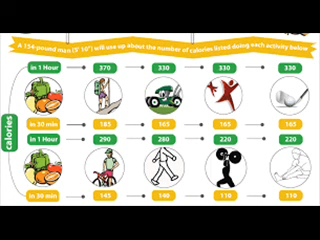 A 154-pound man (5' 10") will use up about the number of calories listed doing each activity below
calories
in 1 Hour 370 330 330 330
in 30 min 185 165 165 165
in 1 Hour 290 280 220 220
in 30 min 145 140 110 110